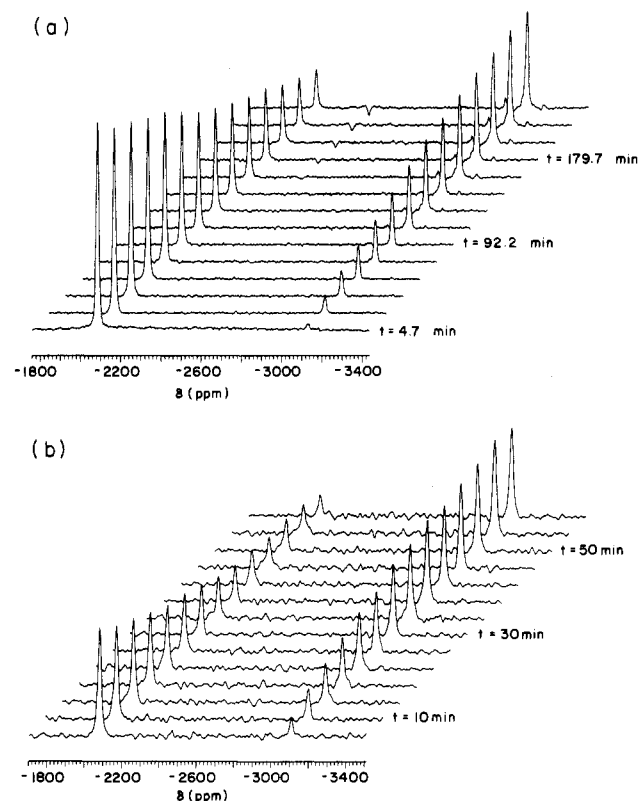 (a)
t = 179.7 min
t = 92.2 min
t = 4.7 min
-1800 -2200 -2600 -3000 -3400
δ (ppm)
(b)
t = 50 min
t = 30 min
t = 10 min
-1800 -2200 -2600 -3000 -3400
δ (ppm)